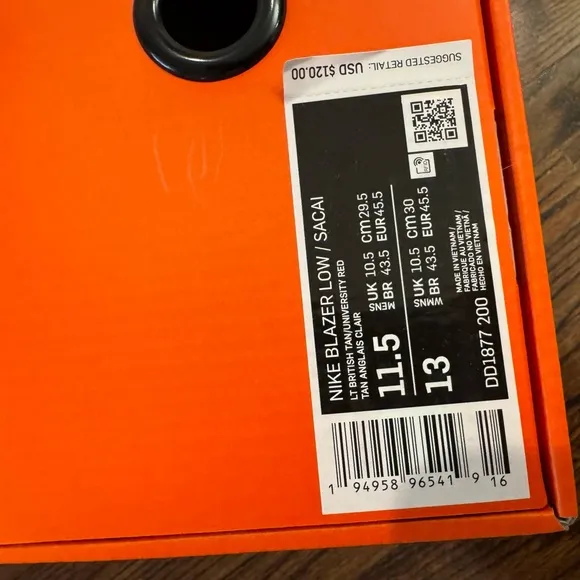 SUGGESTED RETAIL: USD $120.00
NIKE BLAZER LOW / SACAI
LT BRITISH TAN/UNIVERSITY RED
TAN ANGLAIS CLAIR
11.5 MENS UK 10.5 CM 29.5
BR 43.5 EUR 45.5
13 WMNS UK 10.5 CM 30
BR 43.5 EUR 45.5
DD1877 200
MADE IN VIETNAM /
FABRIQUÉ AU VIETNAM /
FABRICADO NO VIETNÃ /
HECHO EN VIETNAM
1 94958 96541 9 16